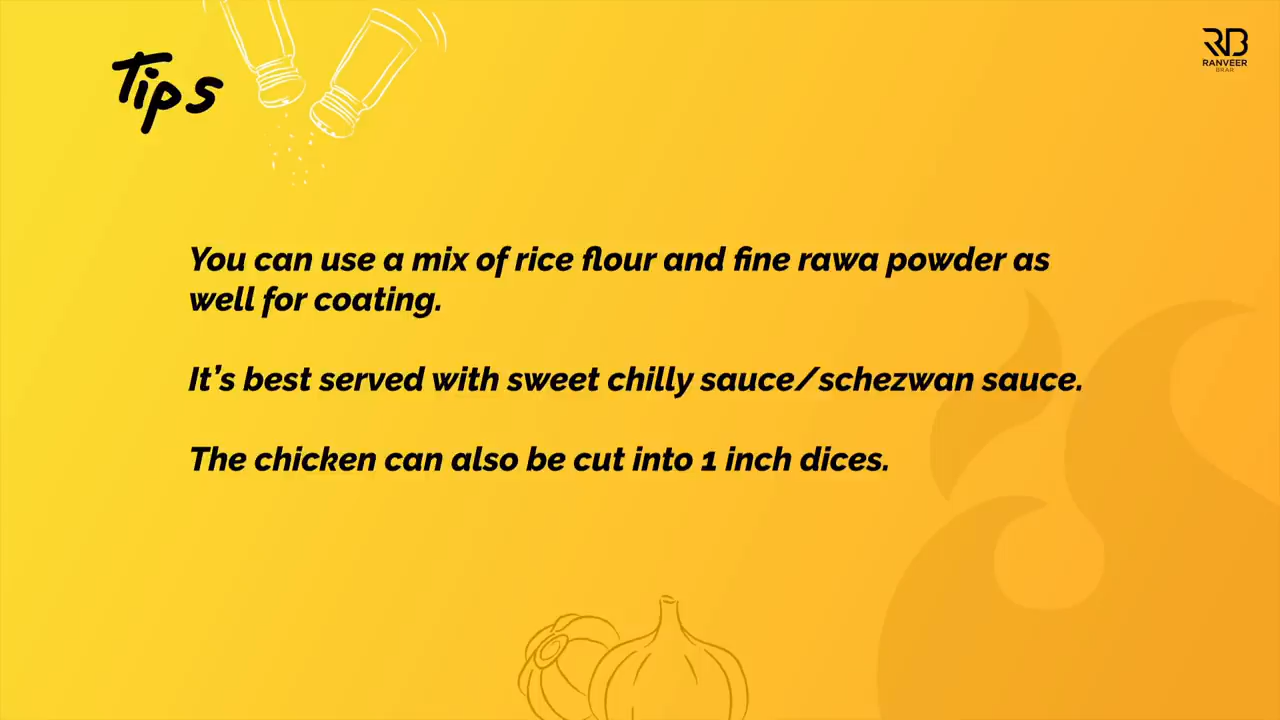 Tips
RB
RANVEER
BRAR
You can use a mix of rice flour and fine rawa powder as
well for coating.
It's best served with sweet chilly sauce/schezwan sauce.
The chicken can also be cut into 1 inch dices.